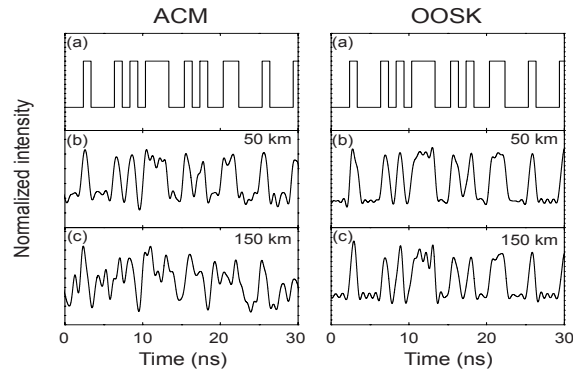 ACM OOSK
(a) (a)
Normalized intensity
(b) 50 km (b) 50 km
(c) 150 km (c) 150 km
0 10 20 30 0 10 20 30
Time (ns) Time (ns)